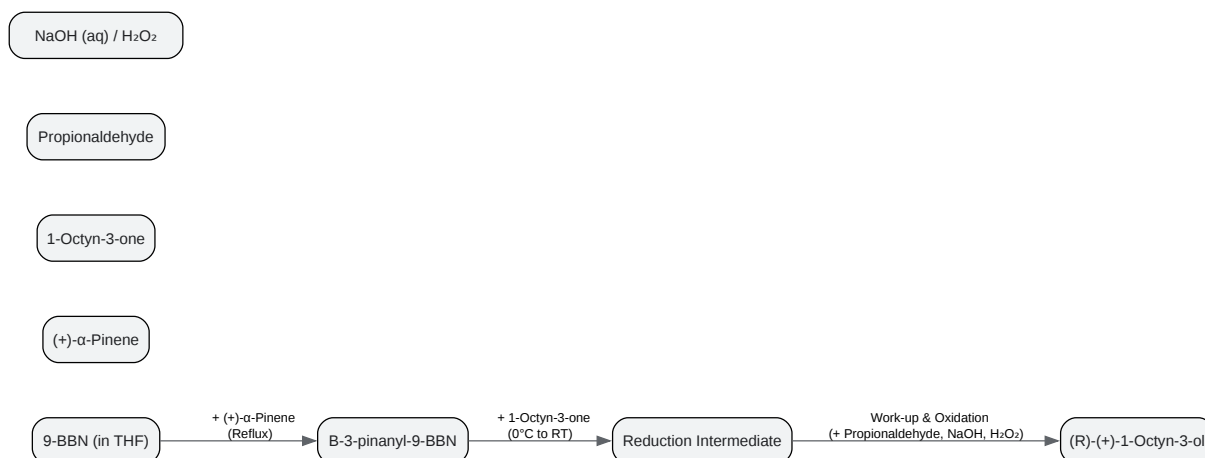 NaOH (aq) / H₂O₂
Propionaldehyde
1-Octyn-3-one
(+)-α-Pinene
9-BBN (in THF)
+ (+)-α-Pinene
(Reflux)
B-3-pinanyl-9-BBN
+ 1-Octyn-3-one
(0°C to RT)
Reduction Intermediate
Work-up & Oxidation
(+ Propionaldehyde, NaOH, H₂O₂)
(R)-(+)-1-Octyn-3-ol